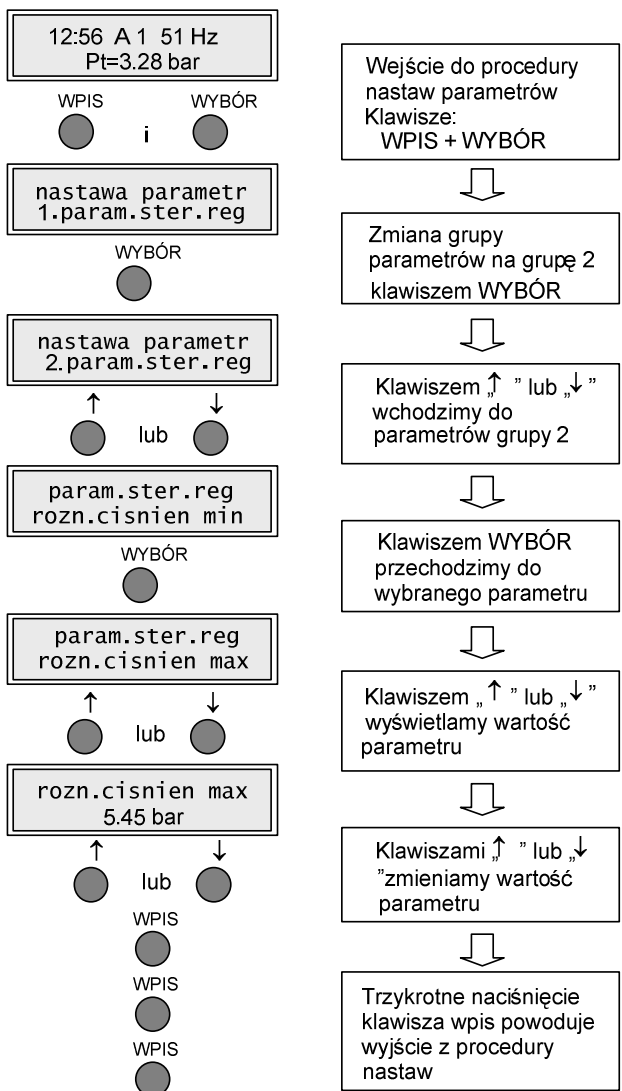 12:56 A 1 51 Hz
Pt=3.28 bar
WPIS WYBÓR
i
nastawa parametr
1.param.ster.reg
WYBÓR
nastawa parametr
2.param.ster.reg
↑ ↓
lub
param.ster.reg
rozn.cisnien min
WYBÓR
param.ster.reg
rozn.cisnien max
↑ ↓
lub
rozn.cisnien max
5.45 bar
↑ ↓
lub
WPIS
WPIS
WPIS
Wejście do procedury
nastaw parametrów
Klawisze:
WPIS + WYBÓR
Zmiana grupy
parametrów na grupę 2
klawiszem WYBÓR
Klawiszem „↑ ” lub „↓ ”
wchodzimy do
parametrów grupy 2
Klawiszem WYBÓR
przechodzimy do
wybranego parametru
Klawiszem „↑ ” lub „↓ ”
wyświetlamy wartość
parametru
Klawiszami „↑ ” lub „↓
”zmieniamy wartość
parametru
Trzykrotne naciśnięcie
klawisza wpis powoduje
wyjście z procedury
nastaw